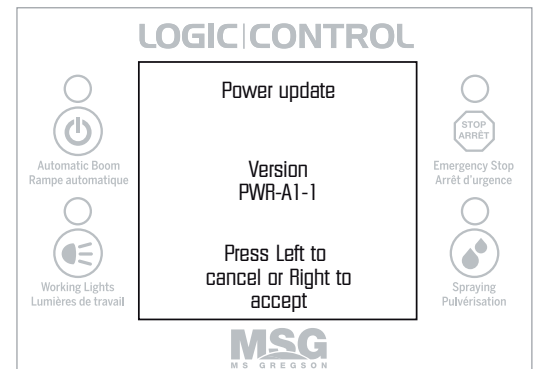 LOGIC|CONTROL
Automatic Boom
Rampe automatique
Working Lights
Lumières de travail
Power update
Version
PWR-A1-1
Press Left to
cancel or Right to
accept
STOP
ARRÊT
Emergency Stop
Arrêt d'urgence
Spraying
Pulvérisation
MSG
MS GREGSON